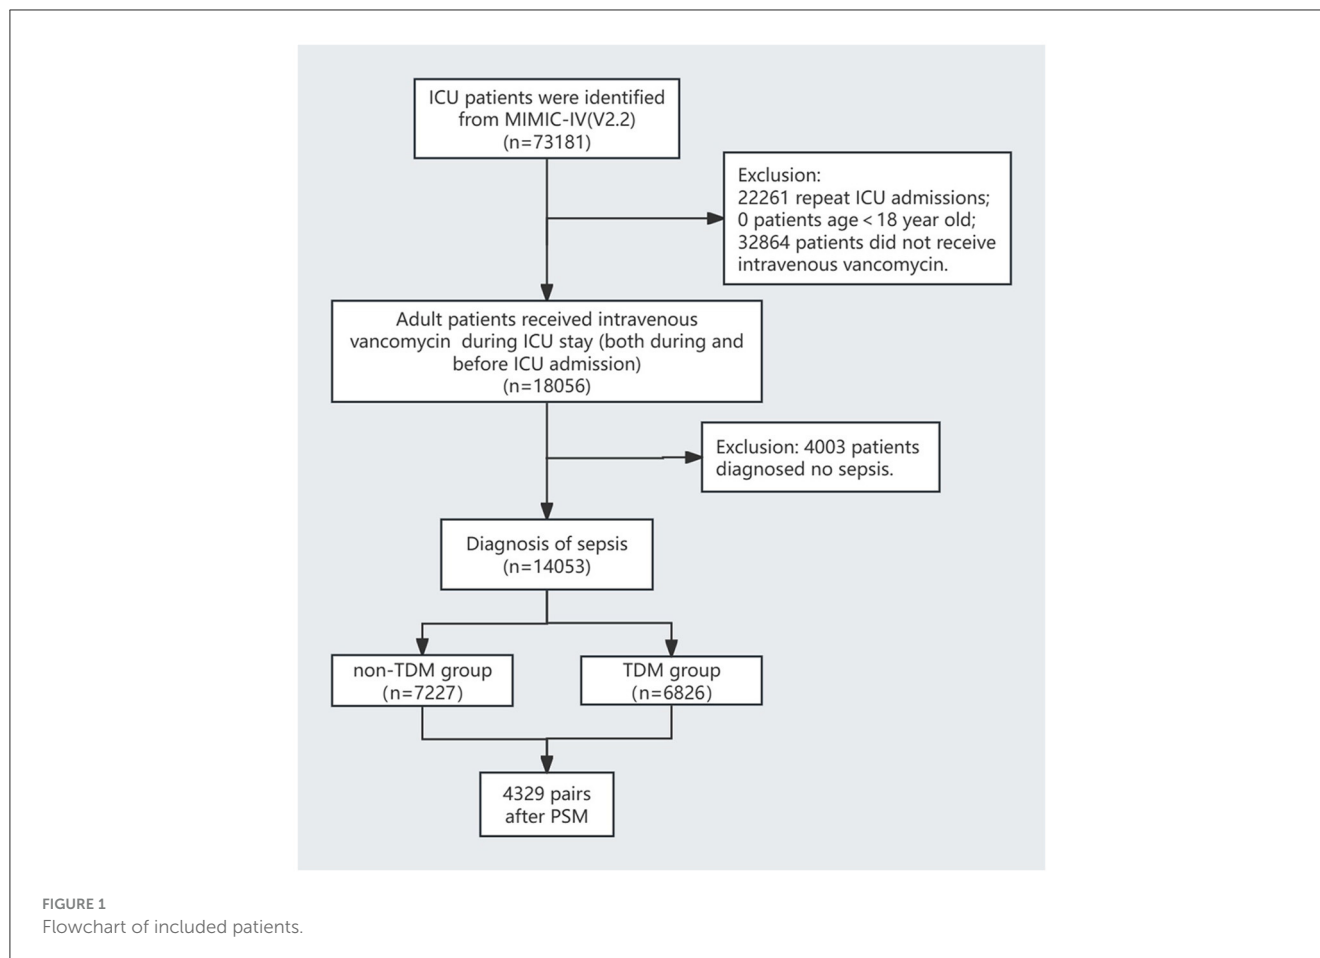 ICU patients were identified
from MIMIC-IV(V2.2)
(n=73181)
Exclusion:
22261 repeat ICU admissions;
0 patients age < 18 year old;
32864 patients did not receive
intravenous vancomycin.
Adult patients received intravenous
vancomycin during ICU stay (both during and
before ICU admission)
(n=18056)
Exclusion: 4003 patients
diagnosed no sepsis.
Diagnosis of sepsis
(n=14053)
non-TDM group
(n=7227)
TDM group
(n=6826)
4329 pairs
after PSM
FIGURE 1
Flowchart of included patients.